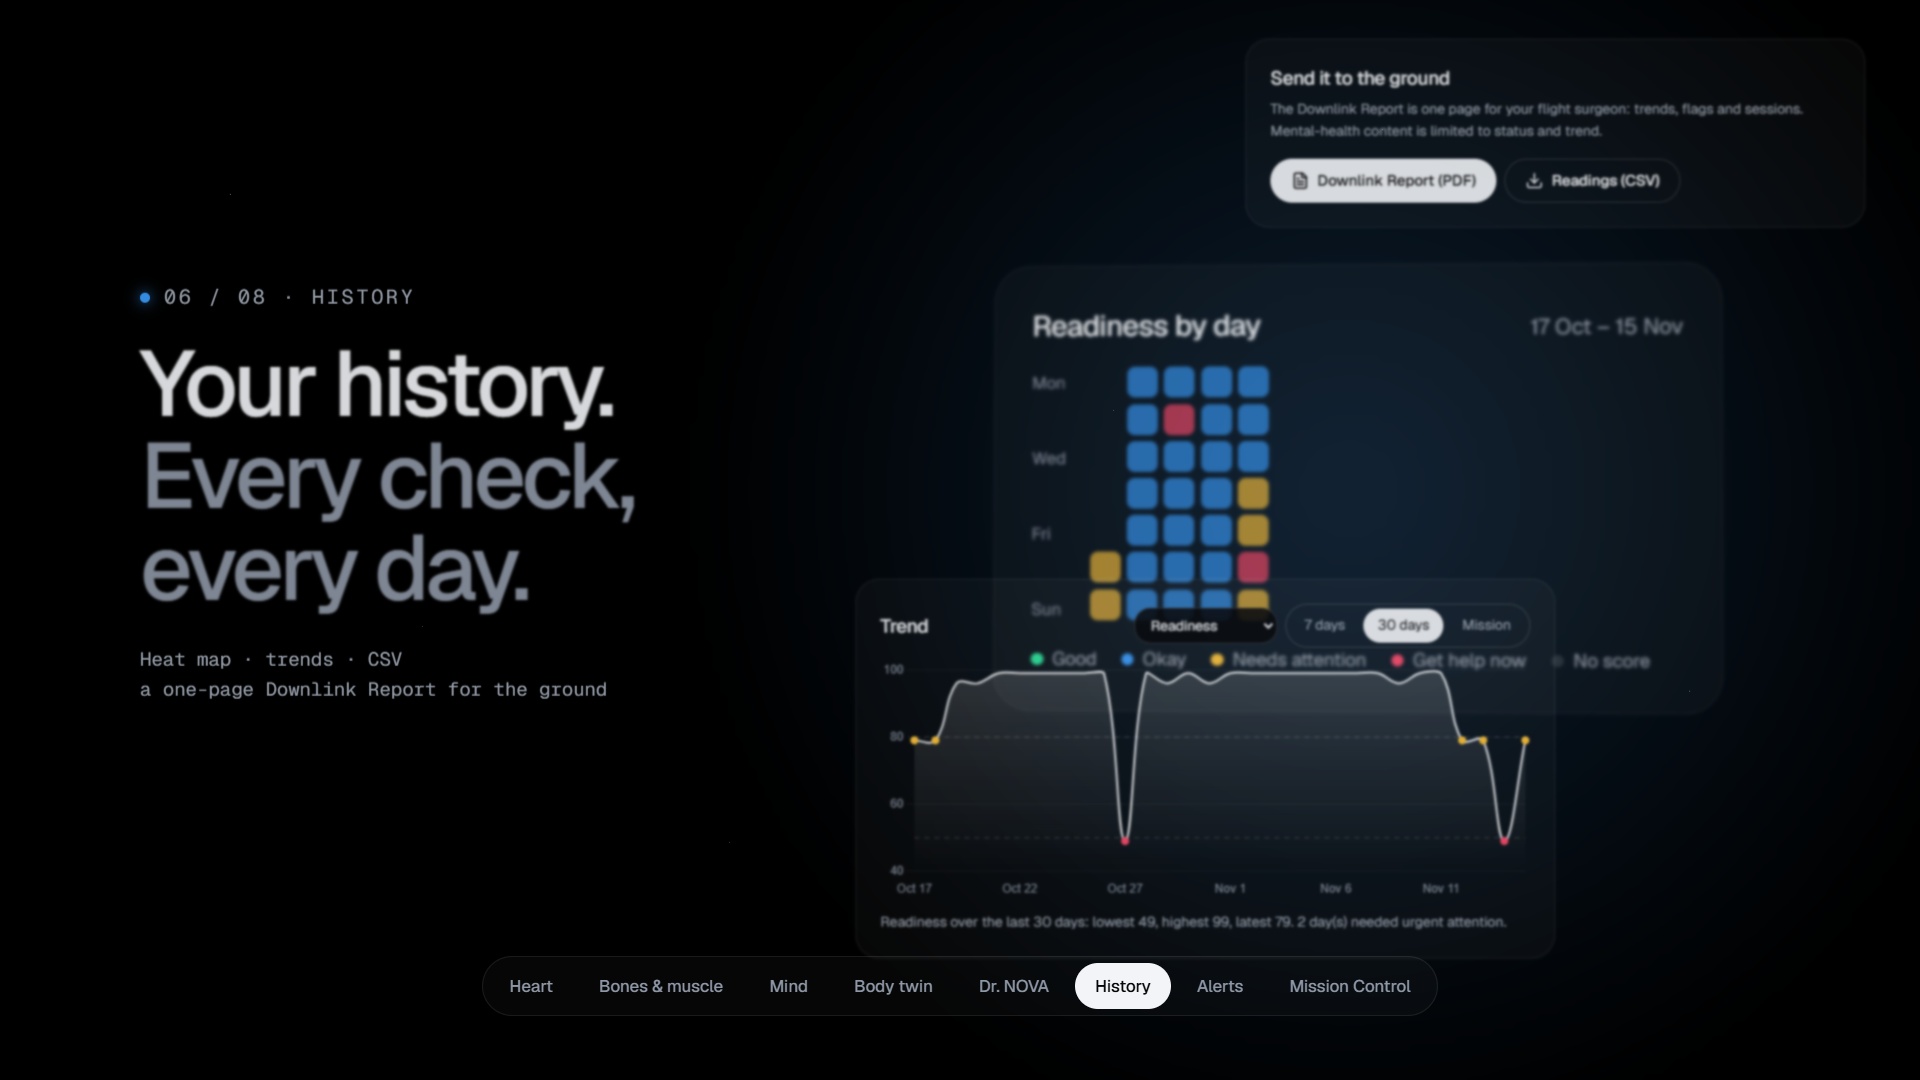 06 / 08 · HISTORY
Your history.
Every check,
every day.
Heat map · trends · CSV
a one-page Downlink Report for the ground
Send it to the ground
The Downlink Report is one page for your flight surgeon: trends, flags and sessions.
Mental-health content is limited to status and trend.
Downlink Report (PDF)
Readings (CSV)
Readiness by day
17 Oct – 15 Nov
Mon
Wed
Fri
Sun
Good
Okay
Needs attention
Get help now
No score
Trend
Readiness
7 days
30 days
Mission
100
80
60
40
Oct 17
Oct 22
Oct 27
Nov 1
Nov 6
Nov 11
Readiness over the last 30 days: lowest 49, highest 99, latest 79. 2 day(s) needed urgent attention.
Heart
Bones & muscle
Mind
Body twin
Dr. NOVA
History
Alerts
Mission Control